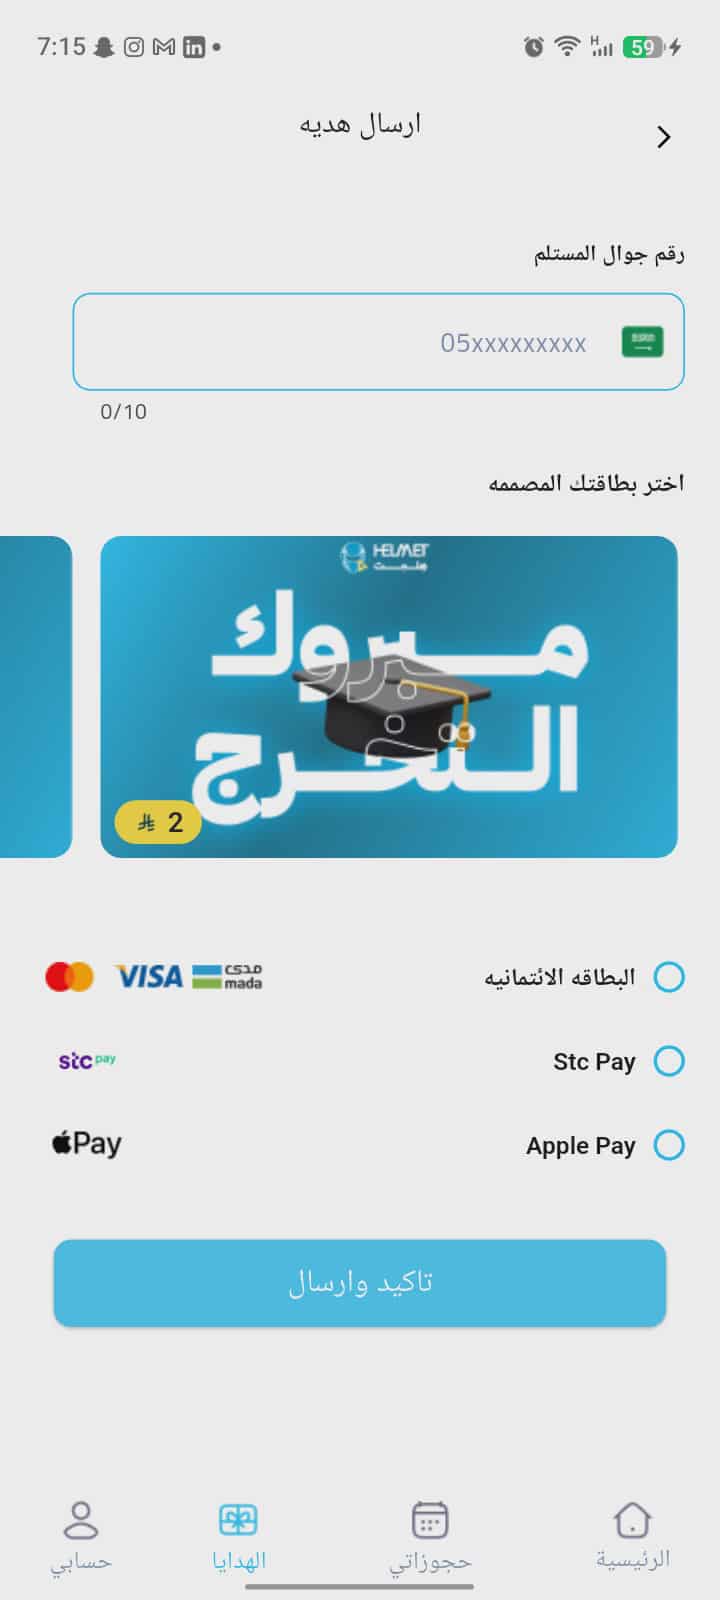 7:15
H
59
ارسال هديه
رقم جوال المستلم
05xxxxxxxxx
0/10
اختر بطاقتك المصممه
HELMET
هلمت
مبروك
التخرج
2
البطاقه الائتمانيه
VISA
مدى
mada
Stc Pay
stc pay
Apple Pay
Pay
تاكيد وارسال
الرئيسية
حجوزاتي
الهدايا
حسابي